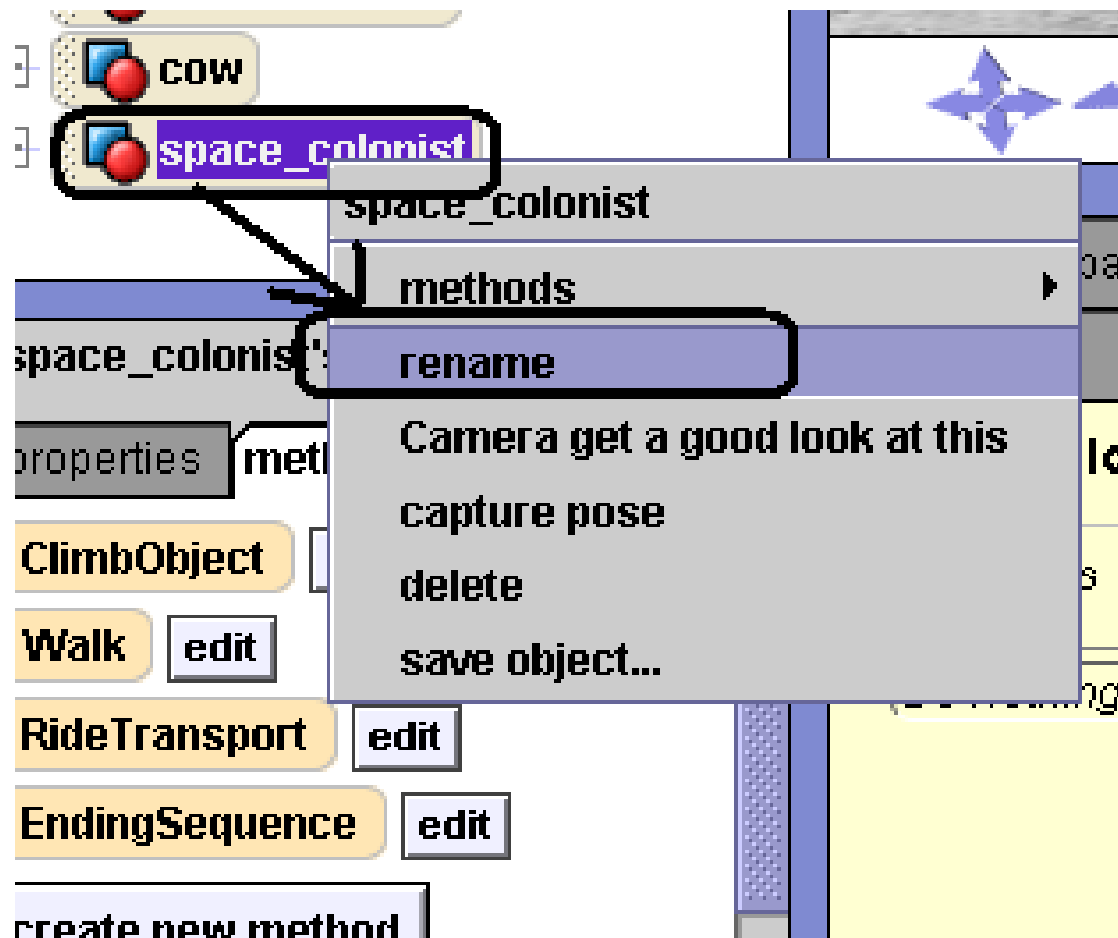 cow
space_colonist
space_colonist
methods
space_colonist's
rename
Camera get a good look at this
properties
capture pose
ClimbObject
delete
Walk
edit
save object...
RideTransport
edit
EndingSequence
edit
create new method